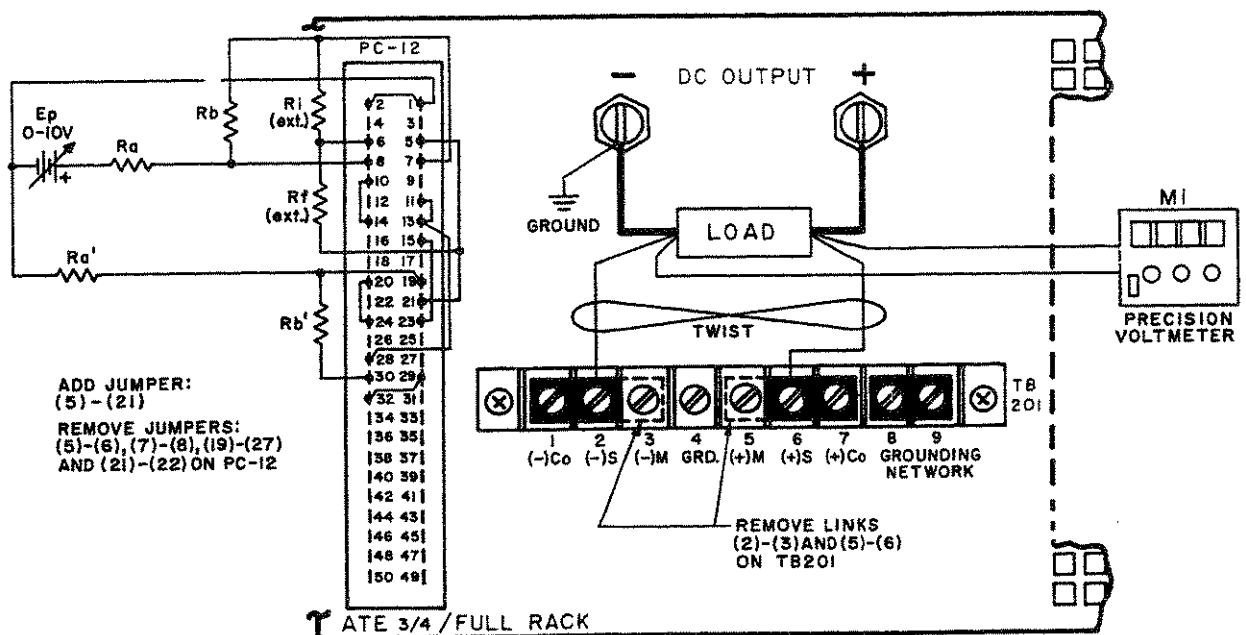 PC-12
- DC OUTPUT +
Ep
0-10V
Ra
Rb
Ri
(ext.)
Rf
(ext.)
Ra'
Rb'
2 1
4 3
6 5
8 7
10 9
12 11
14 13
16 15
18 17
20 19
22 21
24 23
26 25
28 27
30 29
32 31
34 33
36 35
38 37
40 39
42 41
44 43
46 45
48 47
50 49
GROUND
LOAD
TWIST
M1
PRECISION
VOLTMETER
ADD JUMPER:
(5)-(21)
REMOVE JUMPERS:
(5)-(6), (7)-(8), (19)-(27)
AND (21)-(22) ON PC-12
TB
201
1 2 3 4 5 6 7 8 9
(-)Co (-)S (-)M GRD. (+)M (+)S (+)Co GROUNDING
NETWORK
REMOVE LINKS
(2)-(3) AND (5)-(6)
ON TB201
ATE 3/4 / FULL RACK